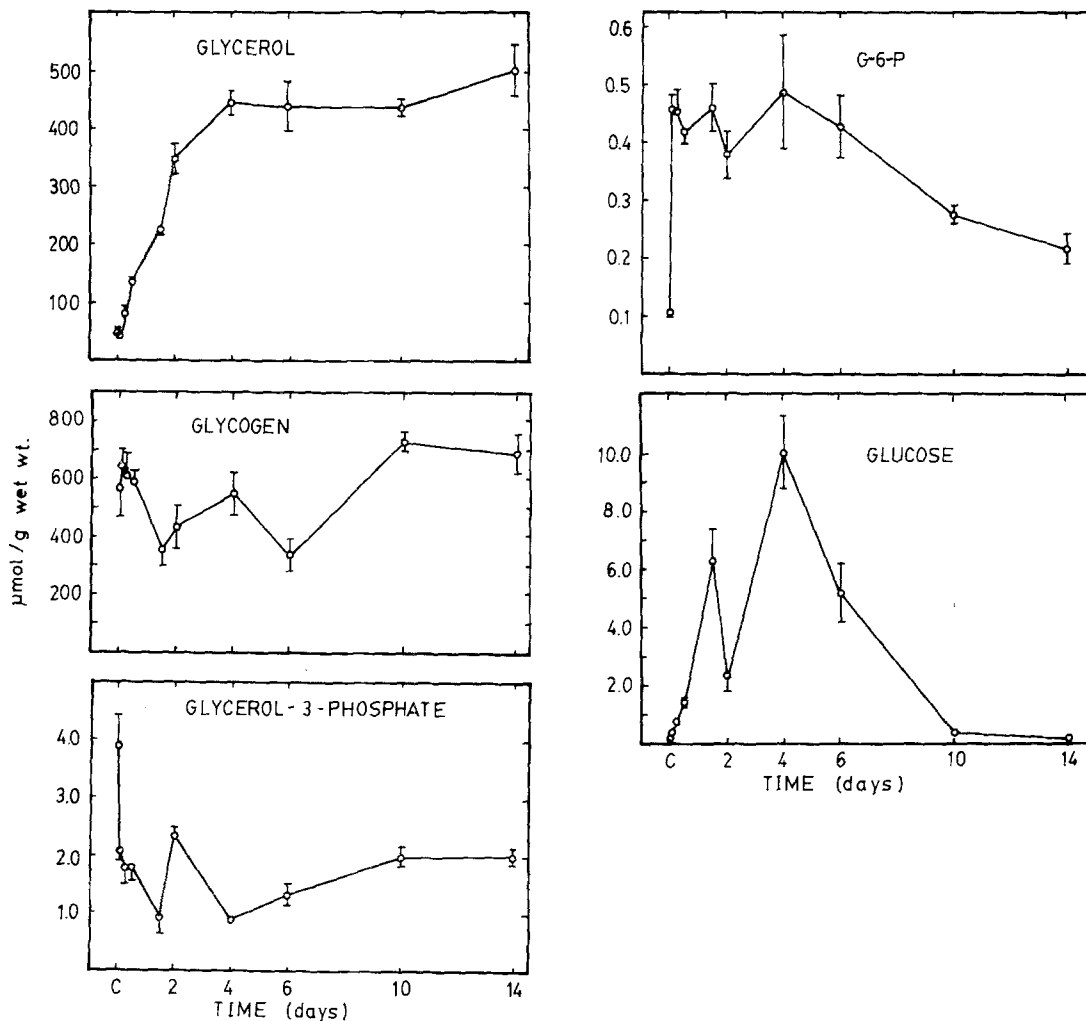 GLYCEROL
500
400
300
200
100
GLYCOGEN
800
600
400
200
µmol/g wet wt.
GLYCEROL-3-PHOSPHATE
4.0
3.0
2.0
1.0
C 2 4 6 10 14
TIME (days)
G-6-P
0.6
0.5
0.4
0.3
0.2
0.1
GLUCOSE
10.0
8.0
6.0
4.0
2.0
C 2 4 6 10 14
TIME (days)